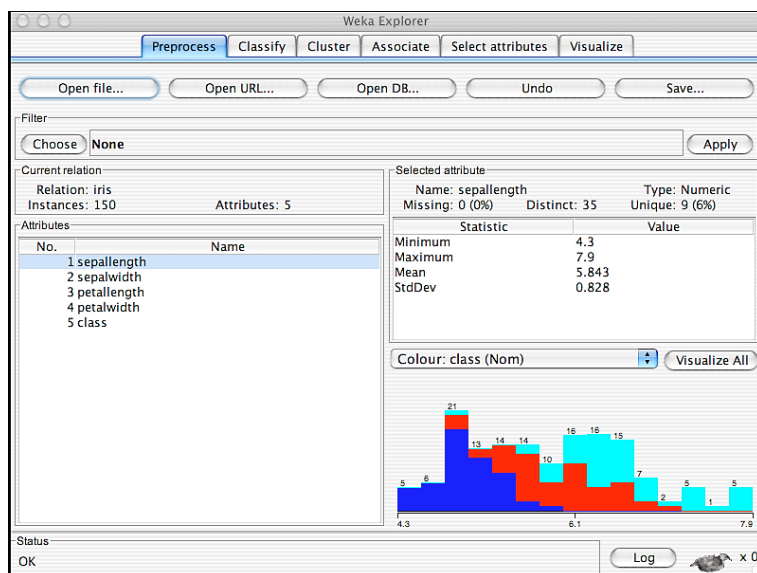 Weka Explorer
Preprocess Classify Cluster Associate Select attributes Visualize
Open file... Open URL... Open DB... Undo Save...
Filter
Choose None Apply
Current relation
Relation: iris
Instances: 150 Attributes: 5
Attributes
No. Name
1 sepallength
2 sepalwidth
3 petallength
4 petalwidth
5 class
Selected attribute
Name: sepallength Type: Numeric
Missing: 0 (0%) Distinct: 35 Unique: 9 (6%)
Statistic Value
Minimum 4.3
Maximum 7.9
Mean 5.843
StdDev 0.828
Colour: class (Nom) Visualize All
5 6 21 13 14 14 10 16 16 15 7 2 5 1 5
4.3 6.1 7.9
Status
OK Log x 0